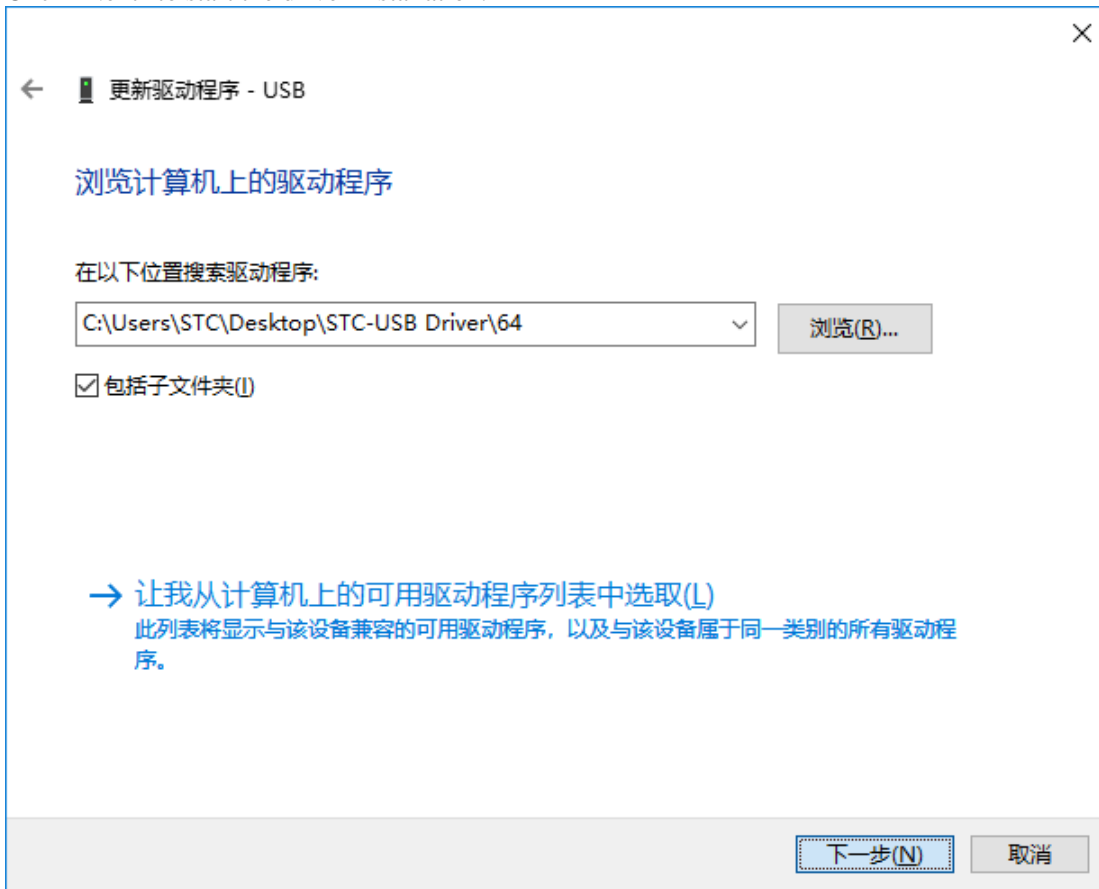 更新驱动程序 - USB
浏览计算机上的驱动程序
在以下位置搜索驱动程序:
C:\Users\STC\Desktop\STC-USB Driver\64
浏览(R)...
包括子文件夹(I)
让我从计算机上的可用驱动程序列表中选取(L)
此列表将显示与该设备兼容的可用驱动程序，以及与该设备属于同一类别的所有驱动程
序。
下一步(N)
取消